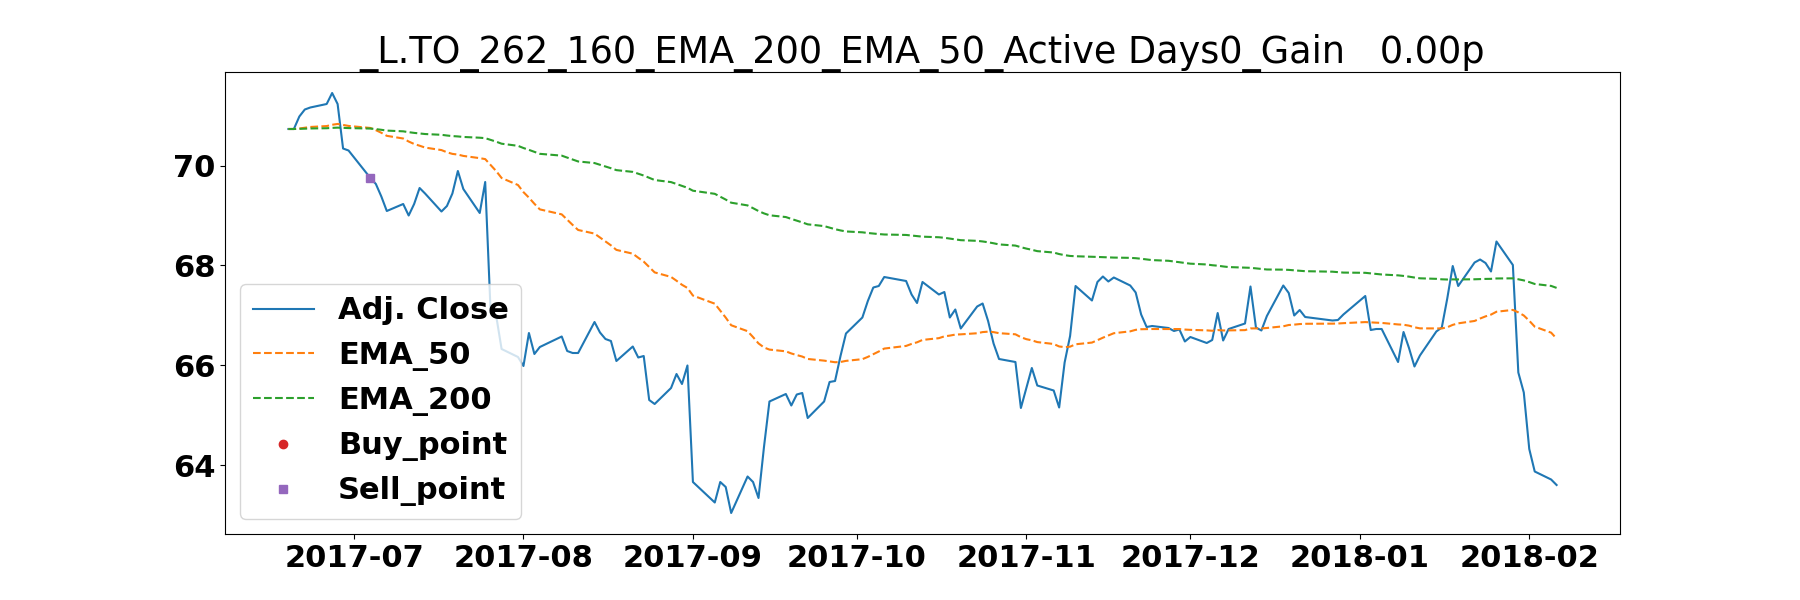 _L.TO_262_160_EMA_200_EMA_50_Active Days0_Gain   0.00p
70
68
66
64
Adj. Close
EMA_50
EMA_200
Buy_point
Sell_point
2017-07 2017-08 2017-09 2017-10 2017-11 2017-12 2018-01 2018-02